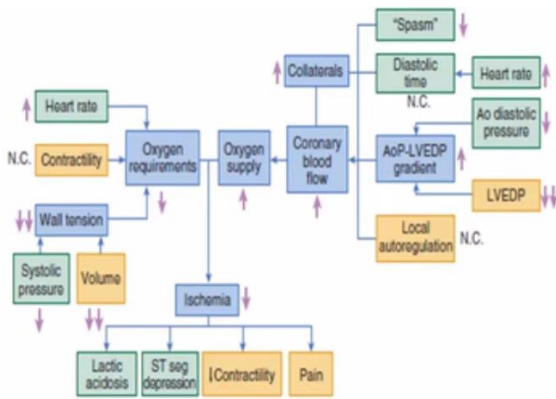 "Spasm"
Collaterals
Diastolic
time
Heart rate
N.C.
Heart rate
Ao diastolic
pressure
N.C.
Contractility
Oxygen
requirements
Oxygen
supply
Coronary
blood
flow
AoP-LVEDP
gradient
LVEDP
Wall tension
Local
autoregulation
N.C.
Systolic
pressure
Volume
Ischemia
Lactic
acidosis
ST seg
depression
↓Contractility
Pain